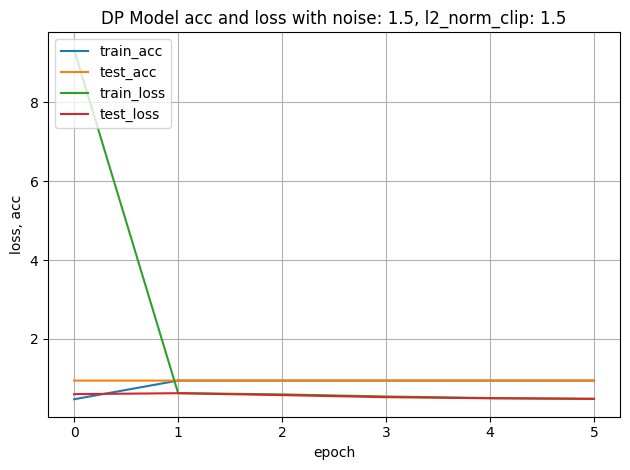 DP Model acc and loss with noise: 1.5, l2_norm_clip: 1.5
train_acc
test_acc
train_loss
test_loss
8
6
4
2
loss, acc
0 1 2 3 4 5
epoch